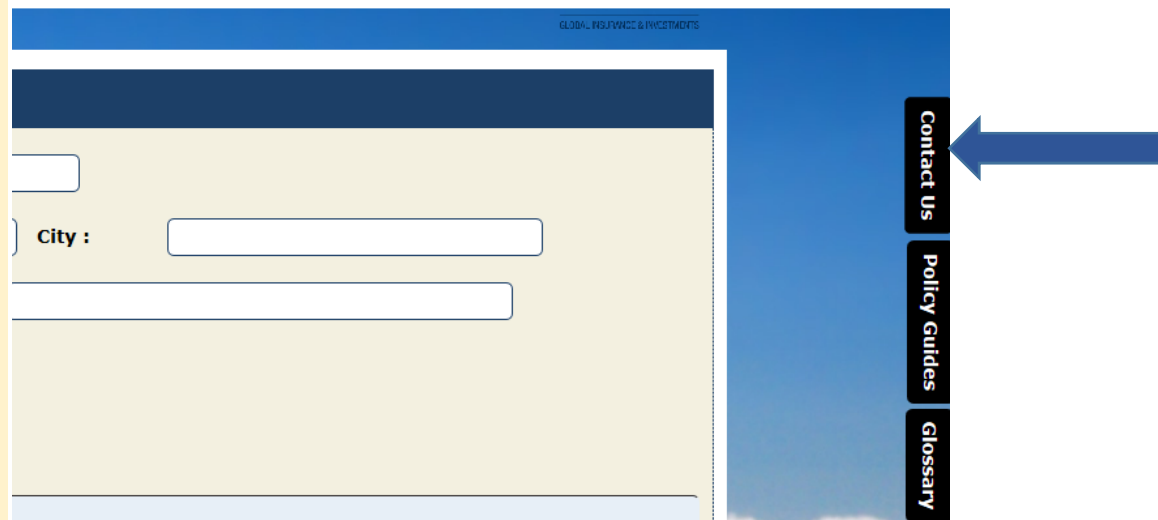 GLOBAL INSURANCE & INVESTMENTS
Contact Us
City :
Policy Guides
Glossary